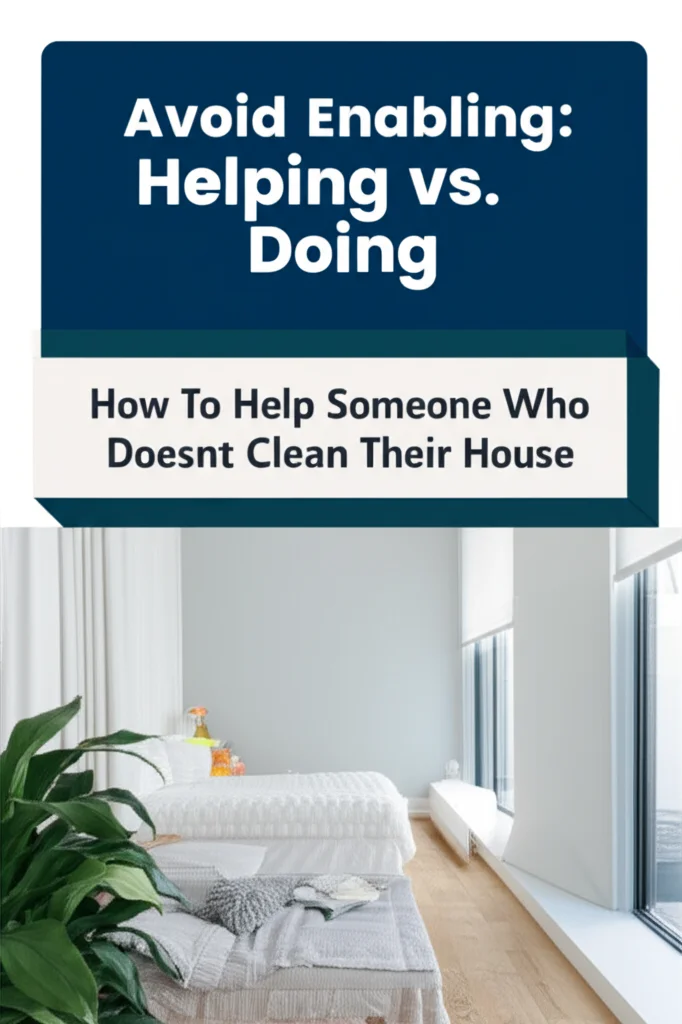 Avoid Enabling:
Helping vs.
Doing
How To Help Someone Who
Doesnt Clean Their House